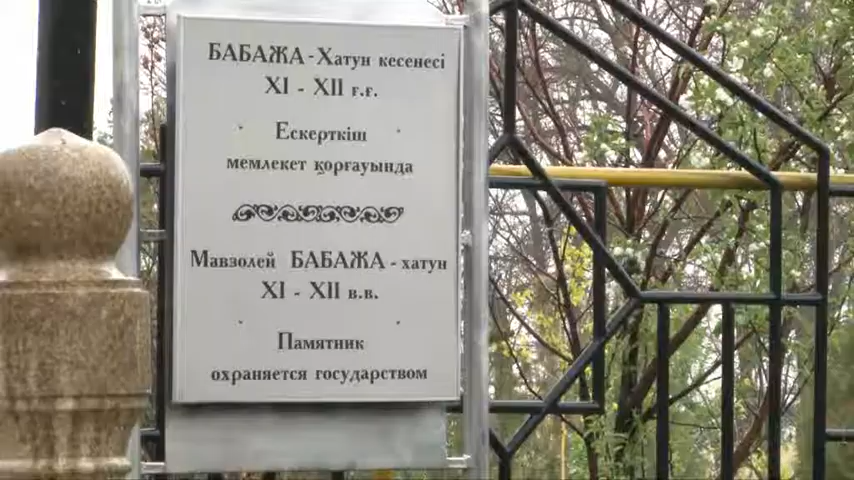 БАБАЖА-Хатун кесенесі
XI - XII г.г.
Ескерткіш
мемлекет қорғауында
Мавзолей БАБАЖА-хатун
XI - XII в.в.
Памятник
охраняется государством